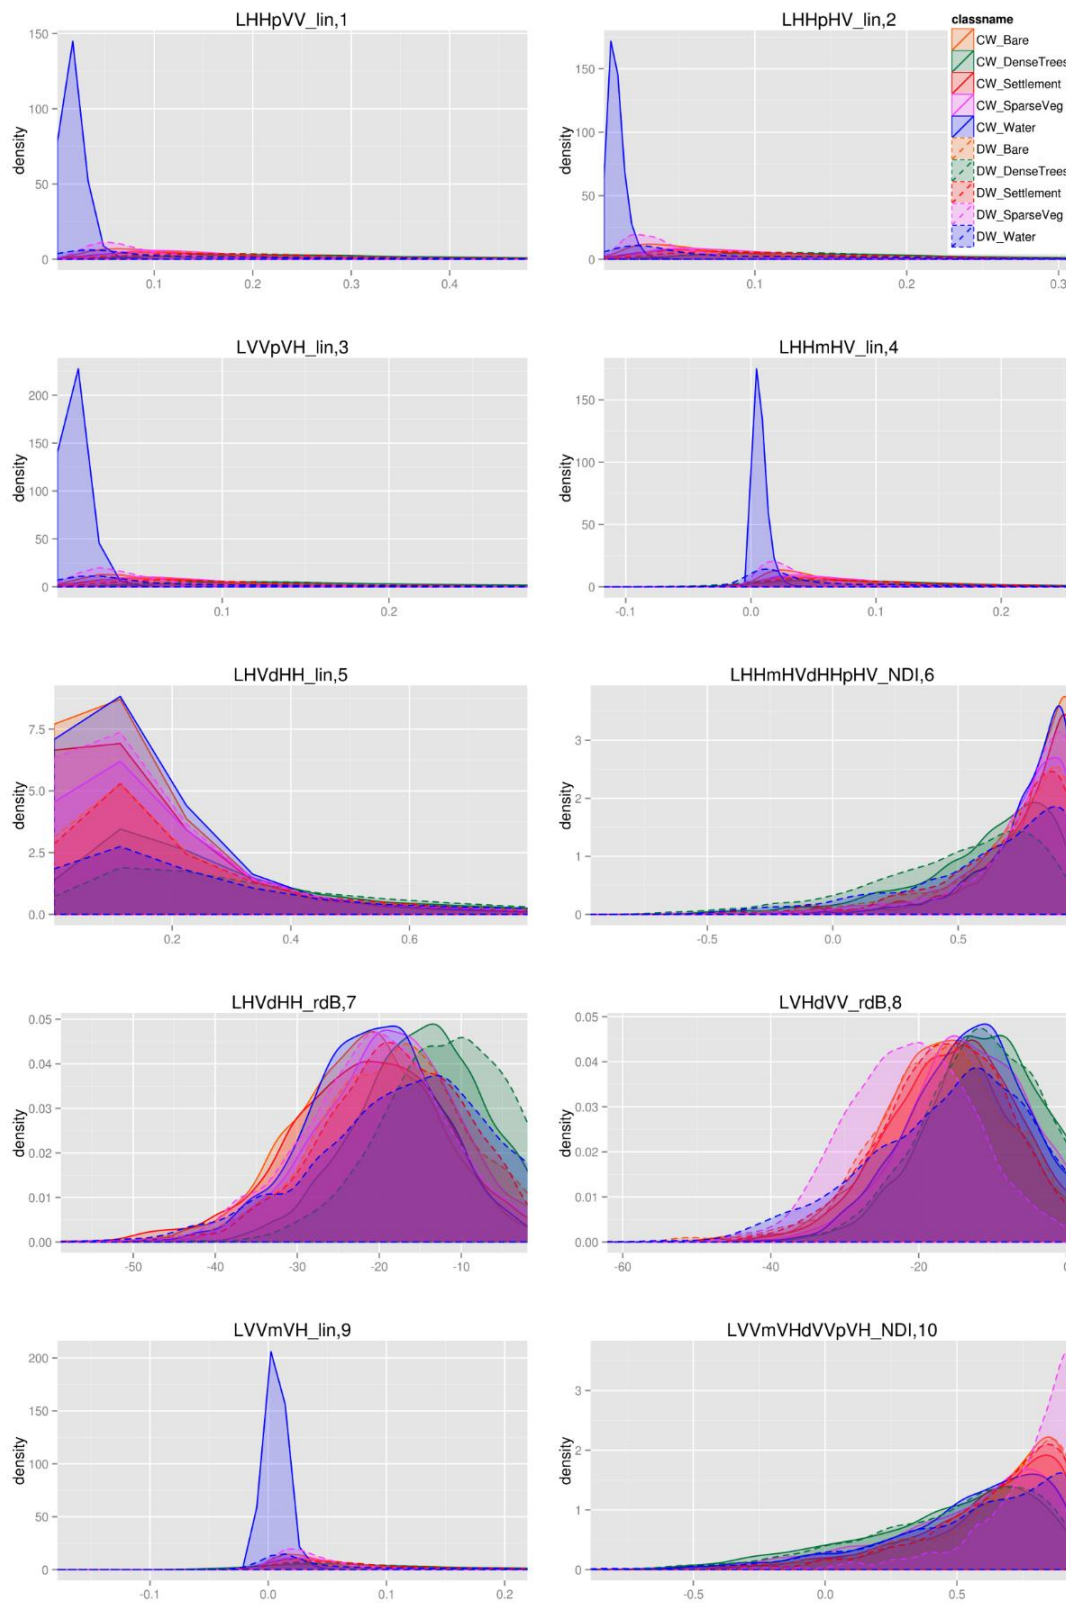 LHHpVV_lin,1
150
100
50
0
density
0.1 0.2 0.3 0.4
LHHpHV_lin,2
150
100
50
0
density
0.1 0.2 0.3
classname
CW_Bare
CW_DenseTrees
CW_Settlement
CW_SparseVeg
CW_Water
DW_Bare
DW_DenseTrees
DW_Settlement
DW_SparseVeg
DW_Water
LVVpVH_lin,3
200
150
100
50
0
density
0.1 0.2
LHHmHV_lin,4
150
100
50
0
density
-0.1 0.0 0.1 0.2
LHVdHH_lin,5
7.5
5.0
2.5
0.0
density
0.2 0.4 0.6
LHHmHVdHHpHV_NDI,6
3
2
1
0
density
-0.5 0.0 0.5
LHVdHH_rdB,7
0.05
0.04
0.03
0.02
0.01
0.00
density
-50 -40 -30 -20 -10
LVHdVV_rdB,8
0.05
0.04
0.03
0.02
0.01
0.00
density
-60 -40 -20 0
LVVmVH_lin,9
200
150
100
50
0
density
-0.1 0.0 0.1 0.2
LVVmVHdVVpVH_NDI,10
3
2
1
0
density
-0.5 0.0 0.5